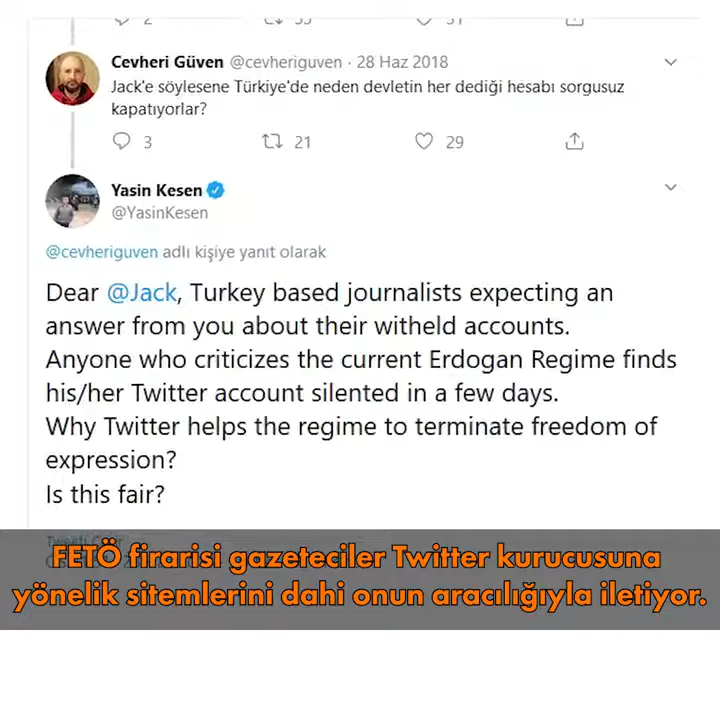 Cevheri Güven @cevheriguven · 28 Haz 2018
Jack'e söylesene Türkiye'de neden devletin her dediği hesabı sorgusuz
kapatıyorlar?
3 21 29
Yasin Kesen
@YasinKesen
@cevheriguven adlı kişiye yanıt olarak
Dear @Jack, Turkey based journalists expecting an
answer from you about their witheld accounts.
Anyone who criticizes the current Erdogan Regime finds
his/her Twitter account silented in a few days.
Why Twitter helps the regime to terminate freedom of
expression?
Is this fair?
FETÖ firarisi gazeteciler Twitter kurucusuna
yönelik sitemlerini dahi onun aracılığıyla iletiyor.